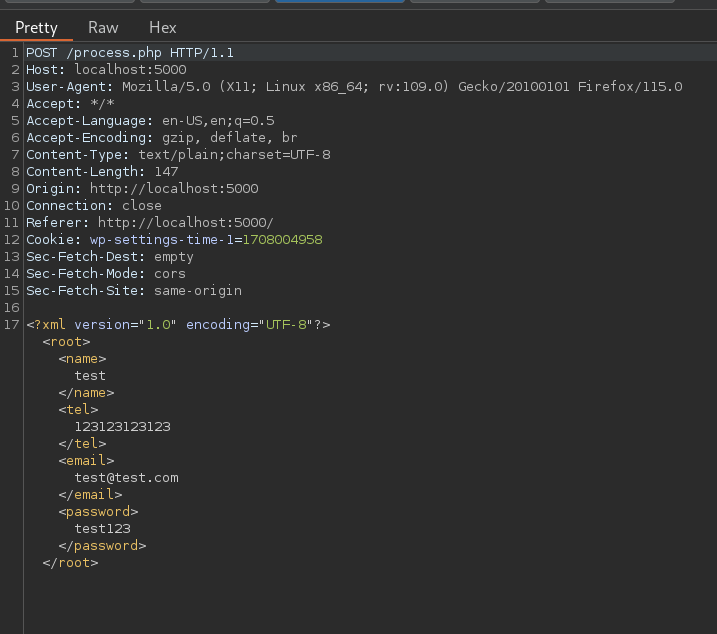 Pretty Raw Hex
1 POST /process.php HTTP/1.1
2 Host: localhost:5000
3 User-Agent: Mozilla/5.0 (X11; Linux x86_64; rv:109.0) Gecko/20100101 Firefox/115.0
4 Accept: */*
5 Accept-Language: en-US,en;q=0.5
6 Accept-Encoding: gzip, deflate, br
7 Content-Type: text/plain;charset=UTF-8
8 Content-Length: 147
9 Origin: http://localhost:5000
10 Connection: close
11 Referer: http://localhost:5000/
12 Cookie: wp-settings-time-1=1708004958
13 Sec-Fetch-Dest: empty
14 Sec-Fetch-Mode: cors
15 Sec-Fetch-Site: same-origin
16
17 <?xml version="1.0" encoding="UTF-8"?>
<root>
<name>
test
</name>
<tel>
123123123123
</tel>
<email>
test@test.com
</email>
<password>
test123
</password>
</root>